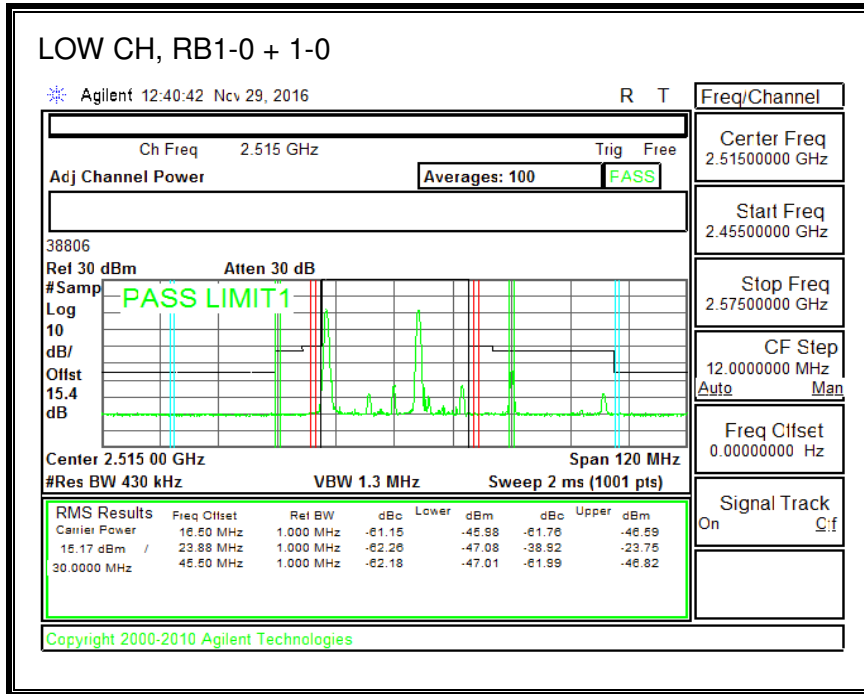 LOW CH, RB1-0 + 1-0
Agilent 12:40:42 Nov 29, 2016 R T
Freq/Channel
Ch Freq 2.515 GHz Trig Free
Adj Channel Power Averages: 100 PASS
Center Freq
2.51500000 GHz
Start Freq
2.45500000 GHz
Stop Freq
2.57500000 GHz
CF Step
12.0000000 MHz
Auto Man
Freq Offset
0.00000000 Hz
Signal Track
On Off
38806
Ref 30 dBm Atten 30 dB
#Samp
Log
10
dB/
Offst
15.4
dB
PASS LIMIT1
Center 2.515 00 GHz Span 120 MHz
#Res BW 430 kHz VBW 1.3 MHz Sweep 2 ms (1001 pts)
RMS Results Freq Offset Ref BW dBc Lower dBm dBc Upper dBm
Carrier Power 16.50 MHz 1.000 MHz -61.15 -45.98 -61.76 -46.59
15.17 dBm / 23.88 MHz 1.000 MHz -62.26 -47.08 -38.92 -23.75
30.0000 MHz 45.50 MHz 1.000 MHz -62.18 -47.01 -61.99 -46.82
Copyright 2000-2010 Agilent Technologies